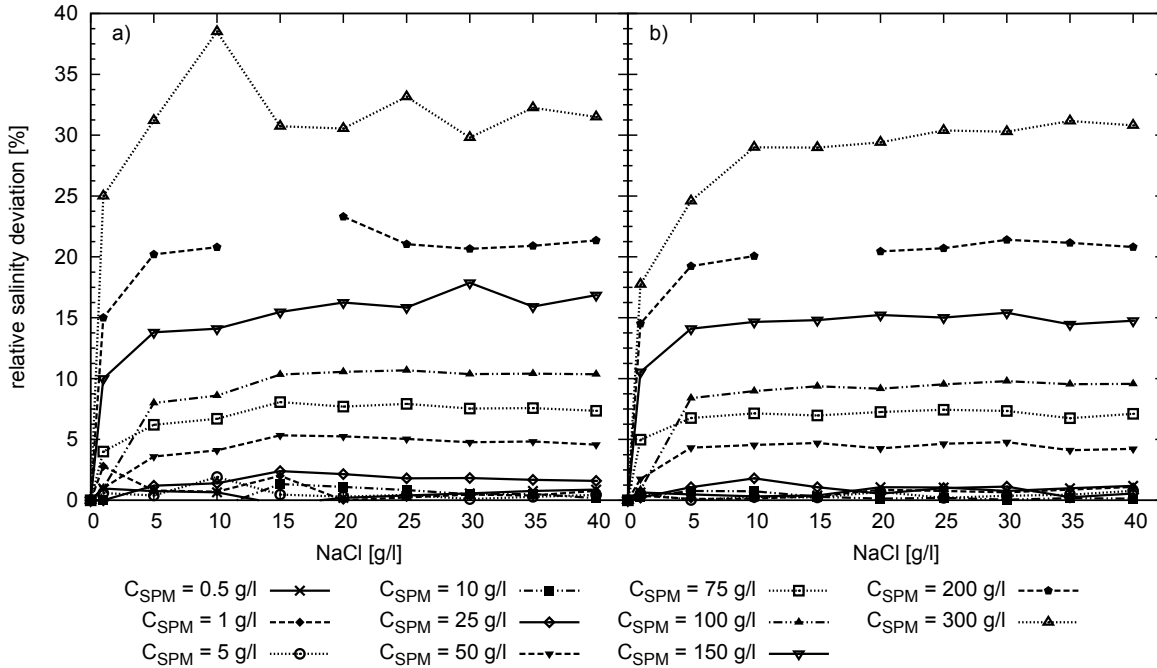 40
35
30
25
20
15
10
5
0
relative salinity deviation [%]
a)
b)
0 5 10 15 20 25 30 35 40
0 5 10 15 20 25 30 35 40
NaCl [g/l]
NaCl [g/l]
C_SPM = 0.5 g/l
C_SPM = 1 g/l
C_SPM = 5 g/l
C_SPM = 10 g/l
C_SPM = 25 g/l
C_SPM = 50 g/l
C_SPM = 75 g/l
C_SPM = 100 g/l
C_SPM = 150 g/l
C_SPM = 200 g/l
C_SPM = 300 g/l